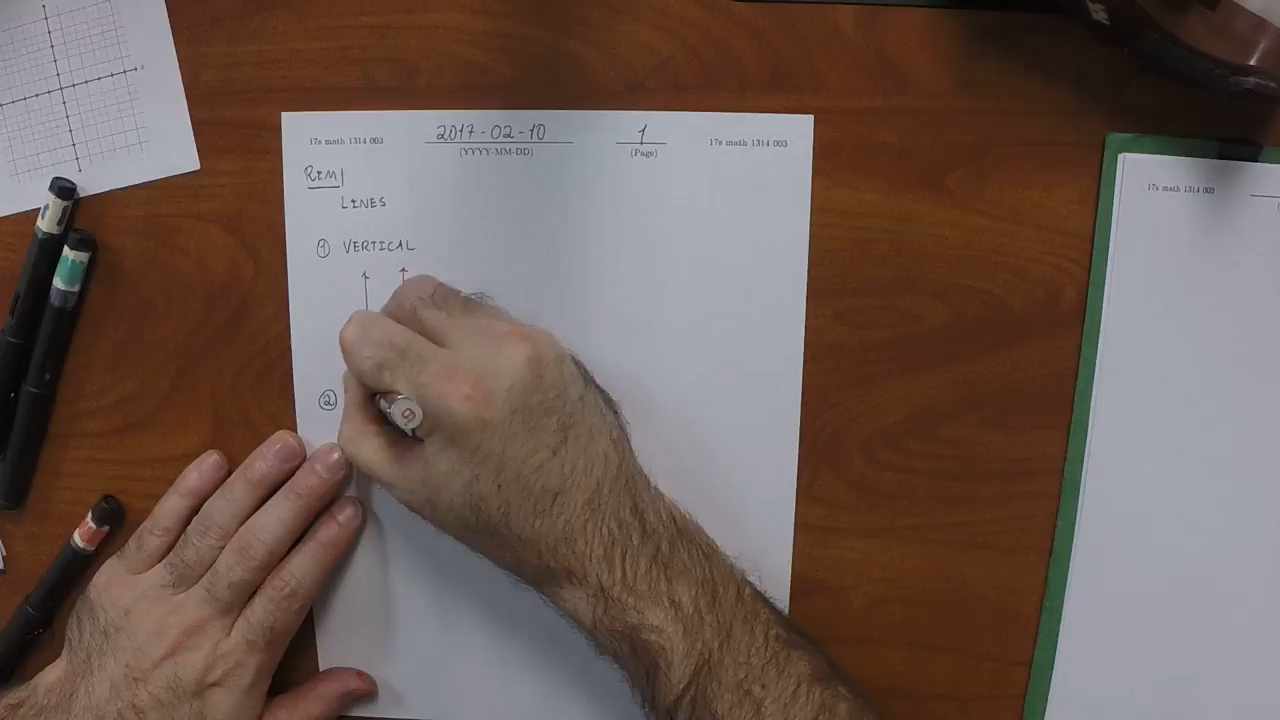 17s math 1314 003 2017-02-10 1 17s math 1314 003
(YYYY-MM-DD) (Page)
REM
LINES
1 VERTICAL
2
9
17s math 1314 003